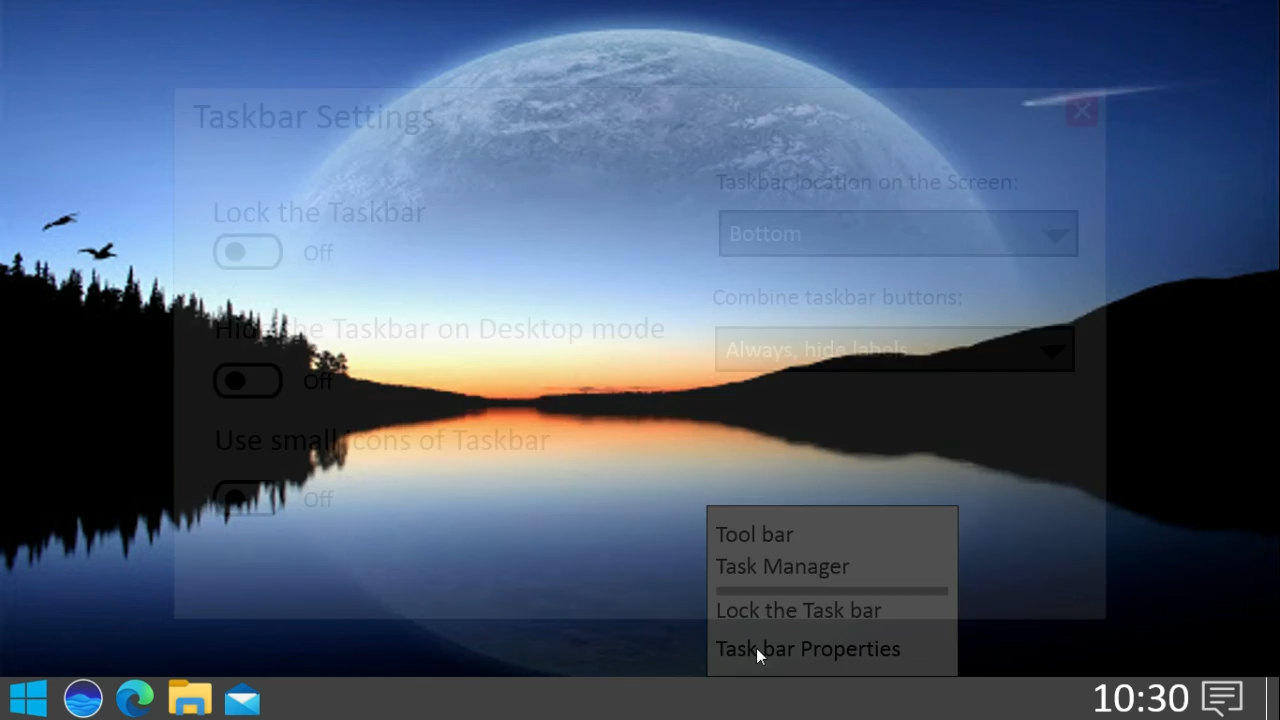 Taskbar Settings
Lock the Taskbar
Off
Hide the Taskbar on Desktop mode
Off
Use small icons of Taskbar
Off
Taskbar location on the Screen:
Bottom
Combine taskbar buttons:
Always, hide labels
Tool bar
Task Manager
Lock the Task bar
Task bar Properties
10:30